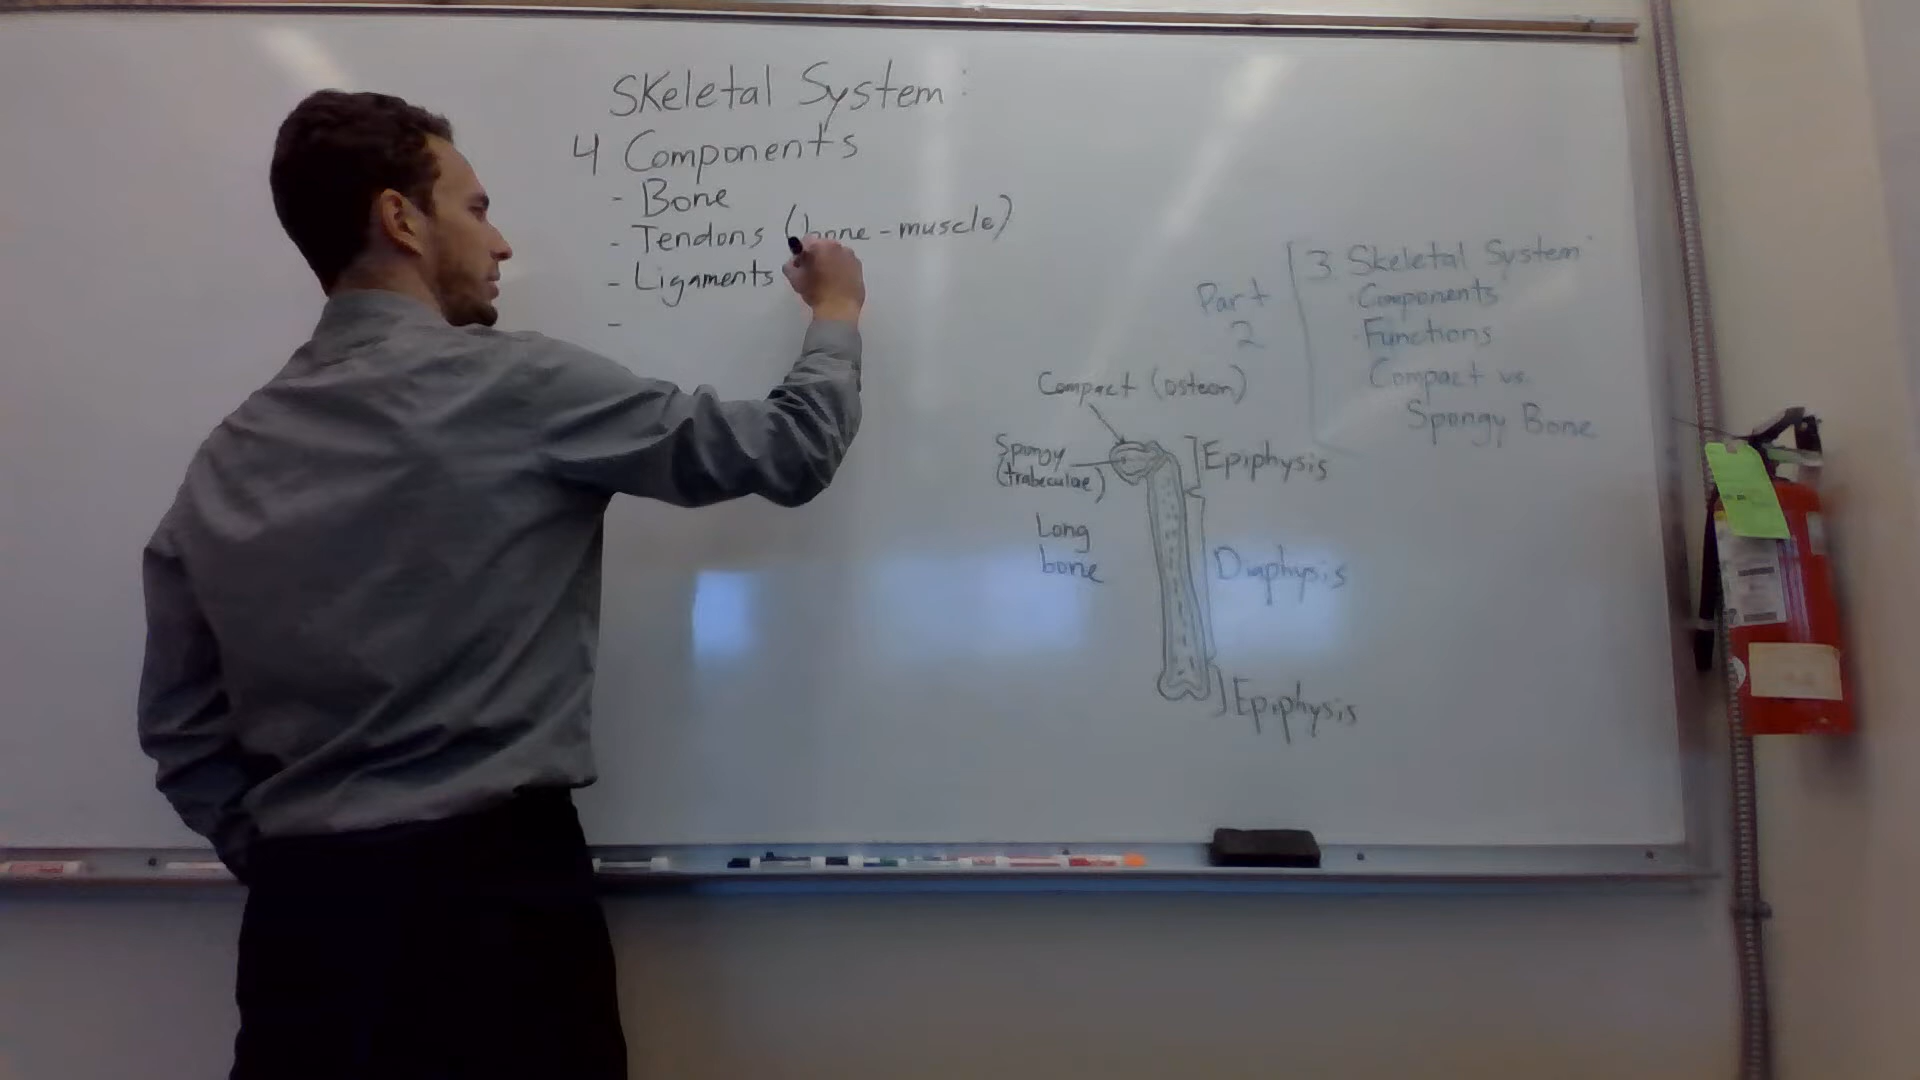 Skeletal System:
4 Components
- Bone
- Tendons (bone - muscle)
- Ligaments
-
Part
2
3. Skeletal System:
Components
Functions
Compact vs.
Spongy Bone
Compact (osteon)
Spongy
(trabeculae)
Long
bone
Epiphysis
Diaphysis
Epiphysis